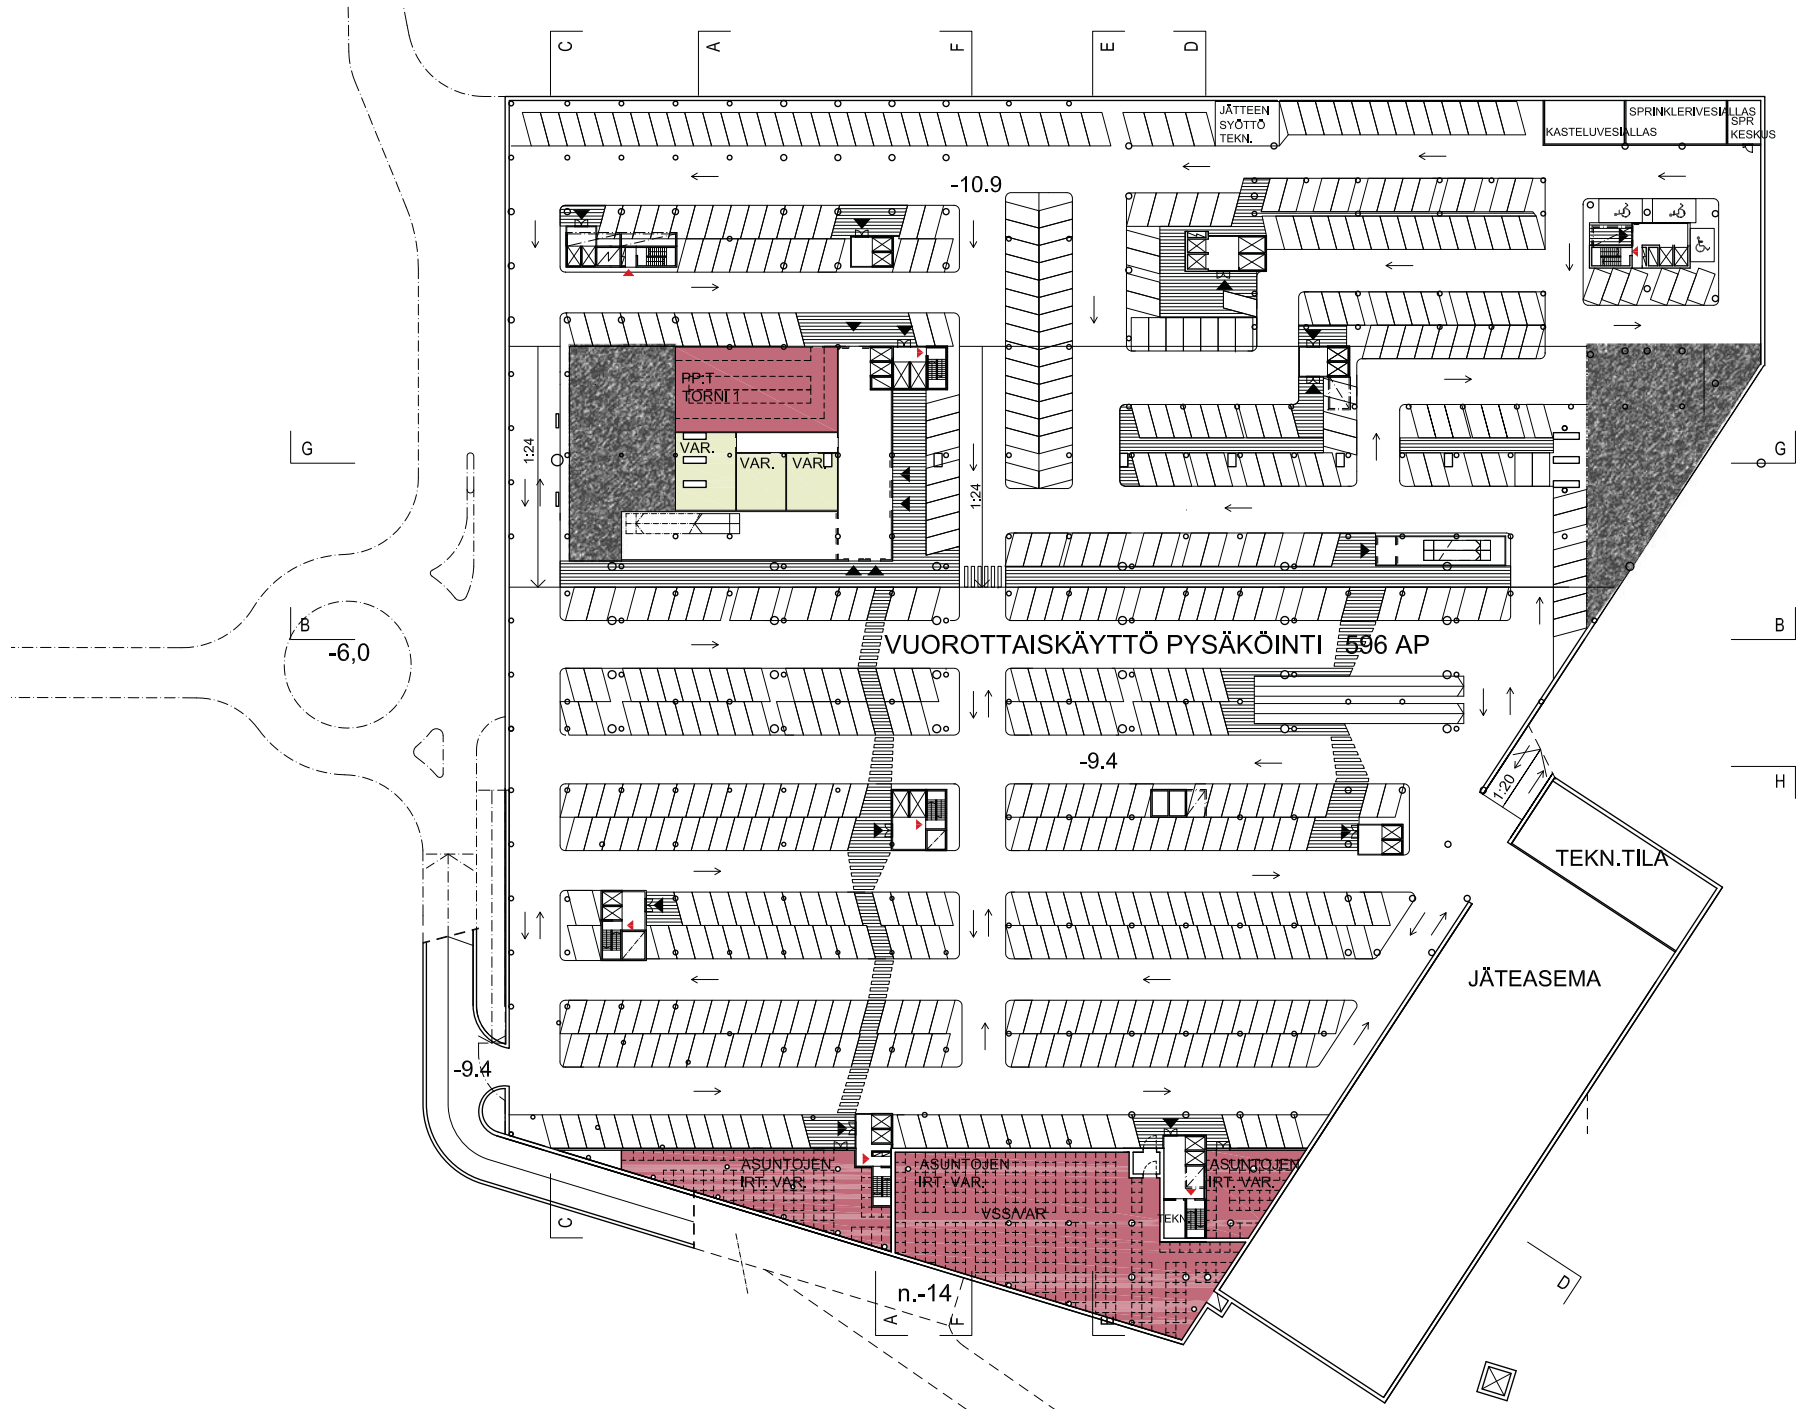 C
A
F
E
D
JÄTTEEN
SYÖTTÖ
TEKN.
SPRINKLERIVESIALLAS
KASTELUVESIALLAS
SPR
KESKUS
-10.9
PP:T
TORNI 1
VAR.
VAR.
VAR.
1:24
1:24
G
G
B
-6,0
B
VUOROTTAISKÄYTTÖ PYSÄKÖINTI 596 AP
-9.4
H
1:20
TEKN.TILA
JÄTEASEMA
-9.4
ASUNTOJEN
IRT. VAR.
ASUNTOJEN
IRT. VAR.
ASUNTOJEN
IRT. VAR.
VSS/VAR
TEKN
C
n.-14
A
F
E
D